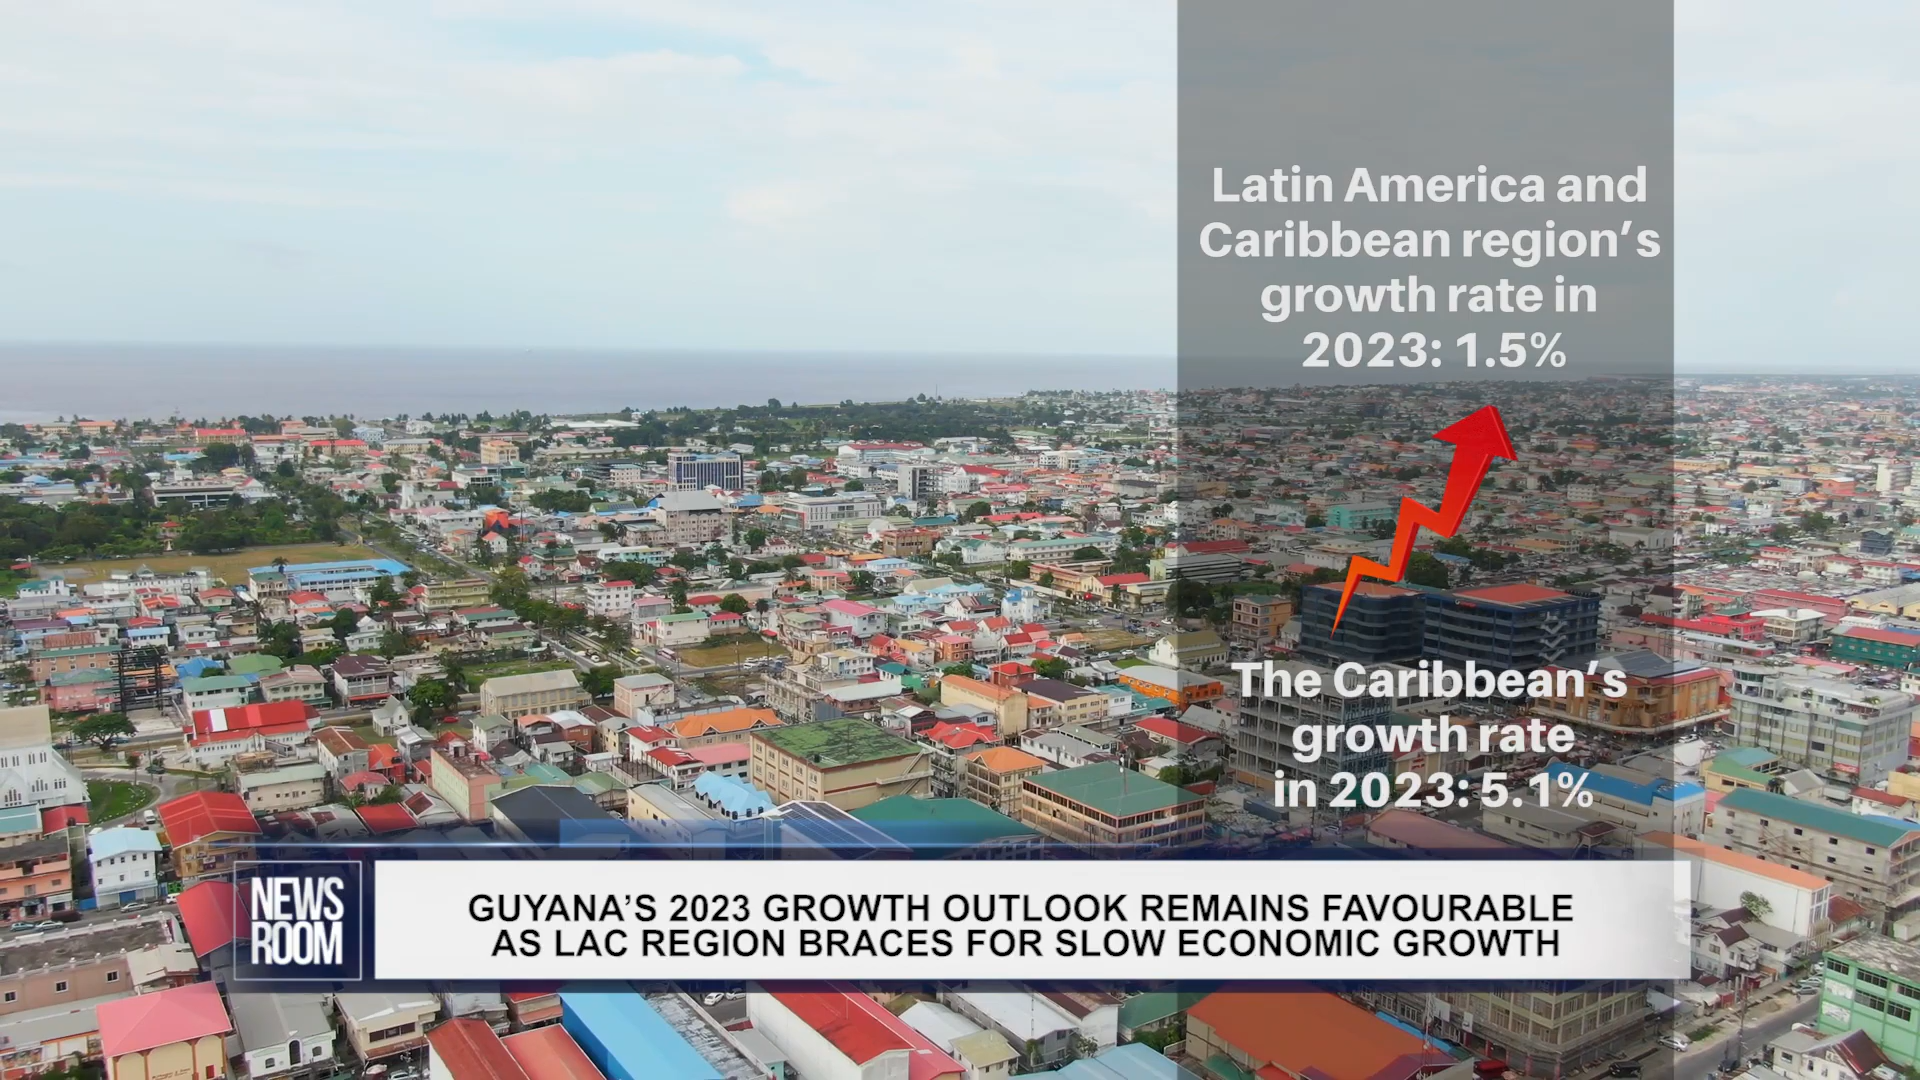 Latin America and
Caribbean region’s
growth rate in
2023: 1.5%
The Caribbean’s
growth rate
in 2023: 5.1%
NEWS
ROOM
GUYANA’S 2023 GROWTH OUTLOOK REMAINS FAVOURABLE
AS LAC REGION BRACES FOR SLOW ECONOMIC GROWTH